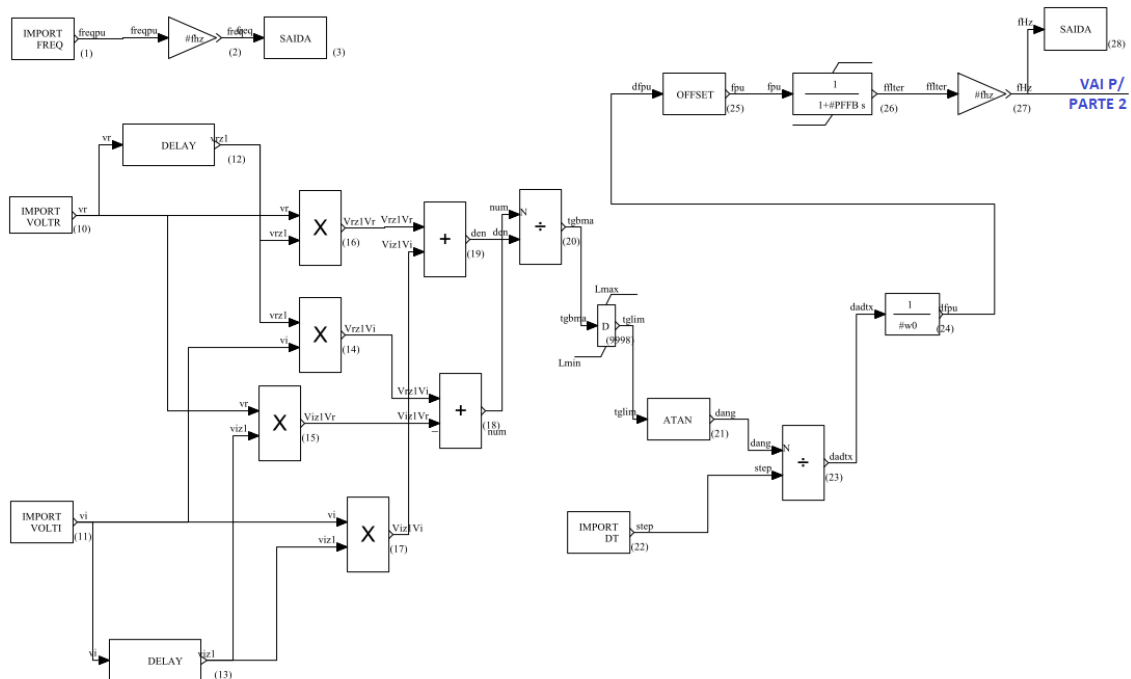 IMPORT
FREQ
freqpu
freqpu
(1)
#fhz
freq
freq
(2)
SAIDA
(3)
fHz
SAIDA
(28)
dfpu
OFFSET
fpu
(25)
fpu
1
1+#PFFB s
fflter
(26)
fflter
#fhz
fHz
(27)
VAI P/
PARTE 2
vr
DELAY
vrz1
(12)
IMPORT
VOLTR
vr
(10)
vr
vrz1
X
Vrz1Vr
(16)
Vrz1Vr
Viz1Vi
+
den
(19)
num
N
den
÷
tgbma
(20)
vrz1
vi
X
Vrz1Vi
(14)
Lmax
tgbma
D
tglim
(9998)
Lmin
dadtx
1
#w0
dfpu
(24)
vr
viz1
X
Viz1Vr
(15)
Vrz1Vi
Viz1Vr
_
+
(18)
num
tglim
ATAN
dang
(21)
dang
N
step
÷
dadtx
(23)
IMPORT
VOLTI
vi
(11)
vi
viz1
X
Viz1Vi
(17)
IMPORT
DT
step
(22)
vi
DELAY
viz1
(13)